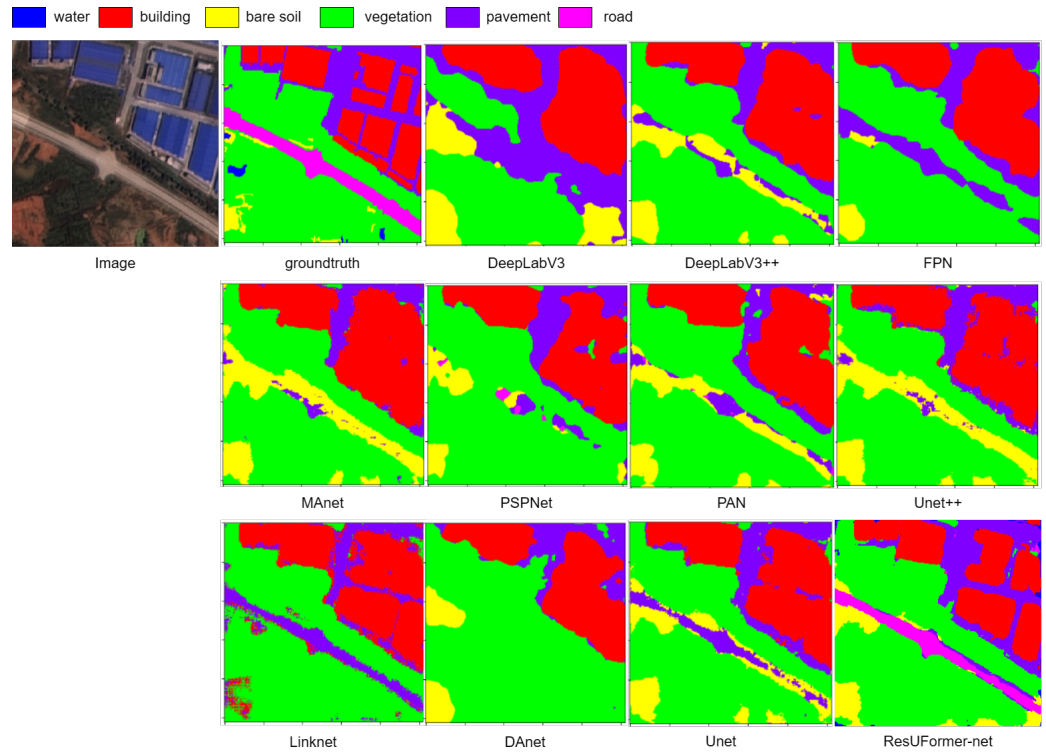 water building bare soil vegetation pavement road
Image groundtruth DeepLabV3 DeepLabV3++ FPN
MAnet PSPNet PAN Unet++
Linknet DAnet Unet ResUFormer-net